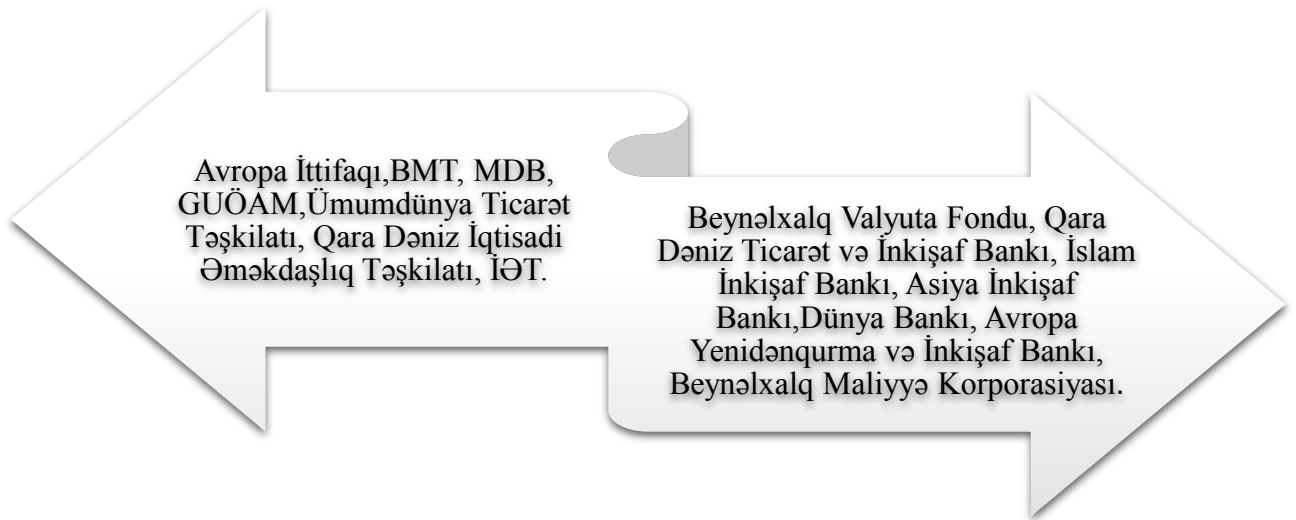 Avropa İttifaqı,BMT, MDB,
GUÖAM,Ümumdünya Ticarət
Təşkilatı, Qara Dəniz İqtisadi
Əməkdaşlıq Təşkilatı, İƏT.
Beynəlxalq Valyuta Fondu, Qara
Dəniz Ticarət və İnkişaf Bankı, İslam
İnkişaf Bankı, Asiya İnkişaf
Bankı,Dünya Bankı, Avropa
Yenidənqurma və İnkişaf Bankı,
Beynəlxalq Maliyyə Korporasiyası.